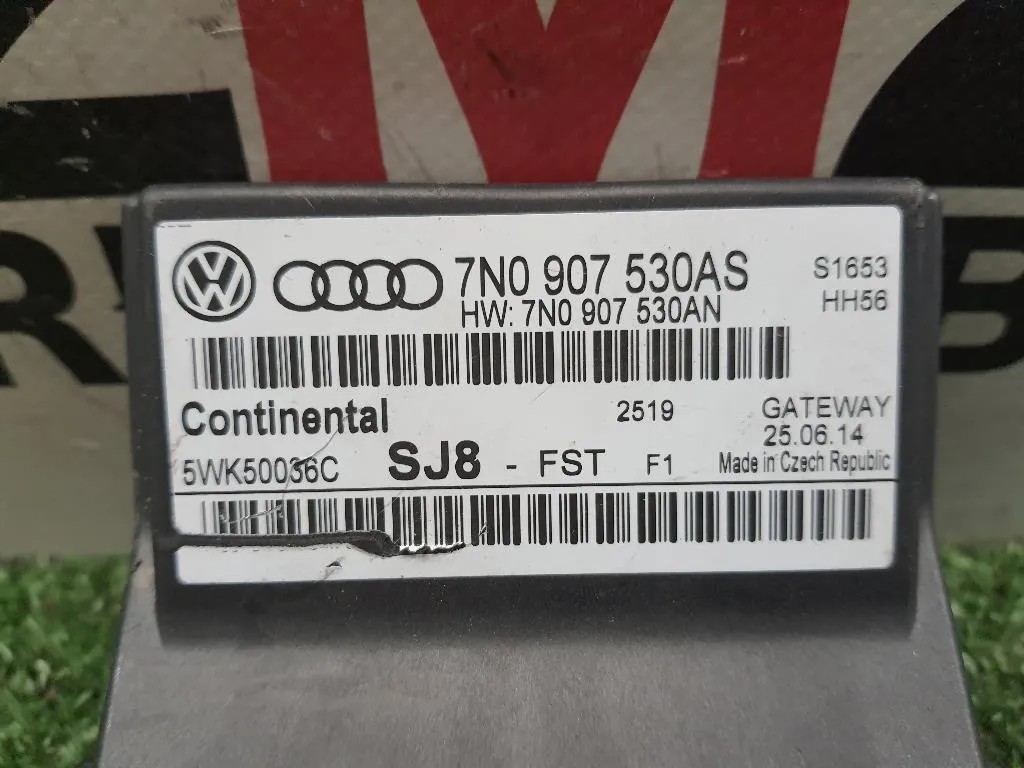 7N0 907 530AS S1653
HW: 7N0 907 530AN HH56
Continental 2519 GATEWAY
25.06.14
5WK50036C SJ8 - FST F1 Made in Czech Republic